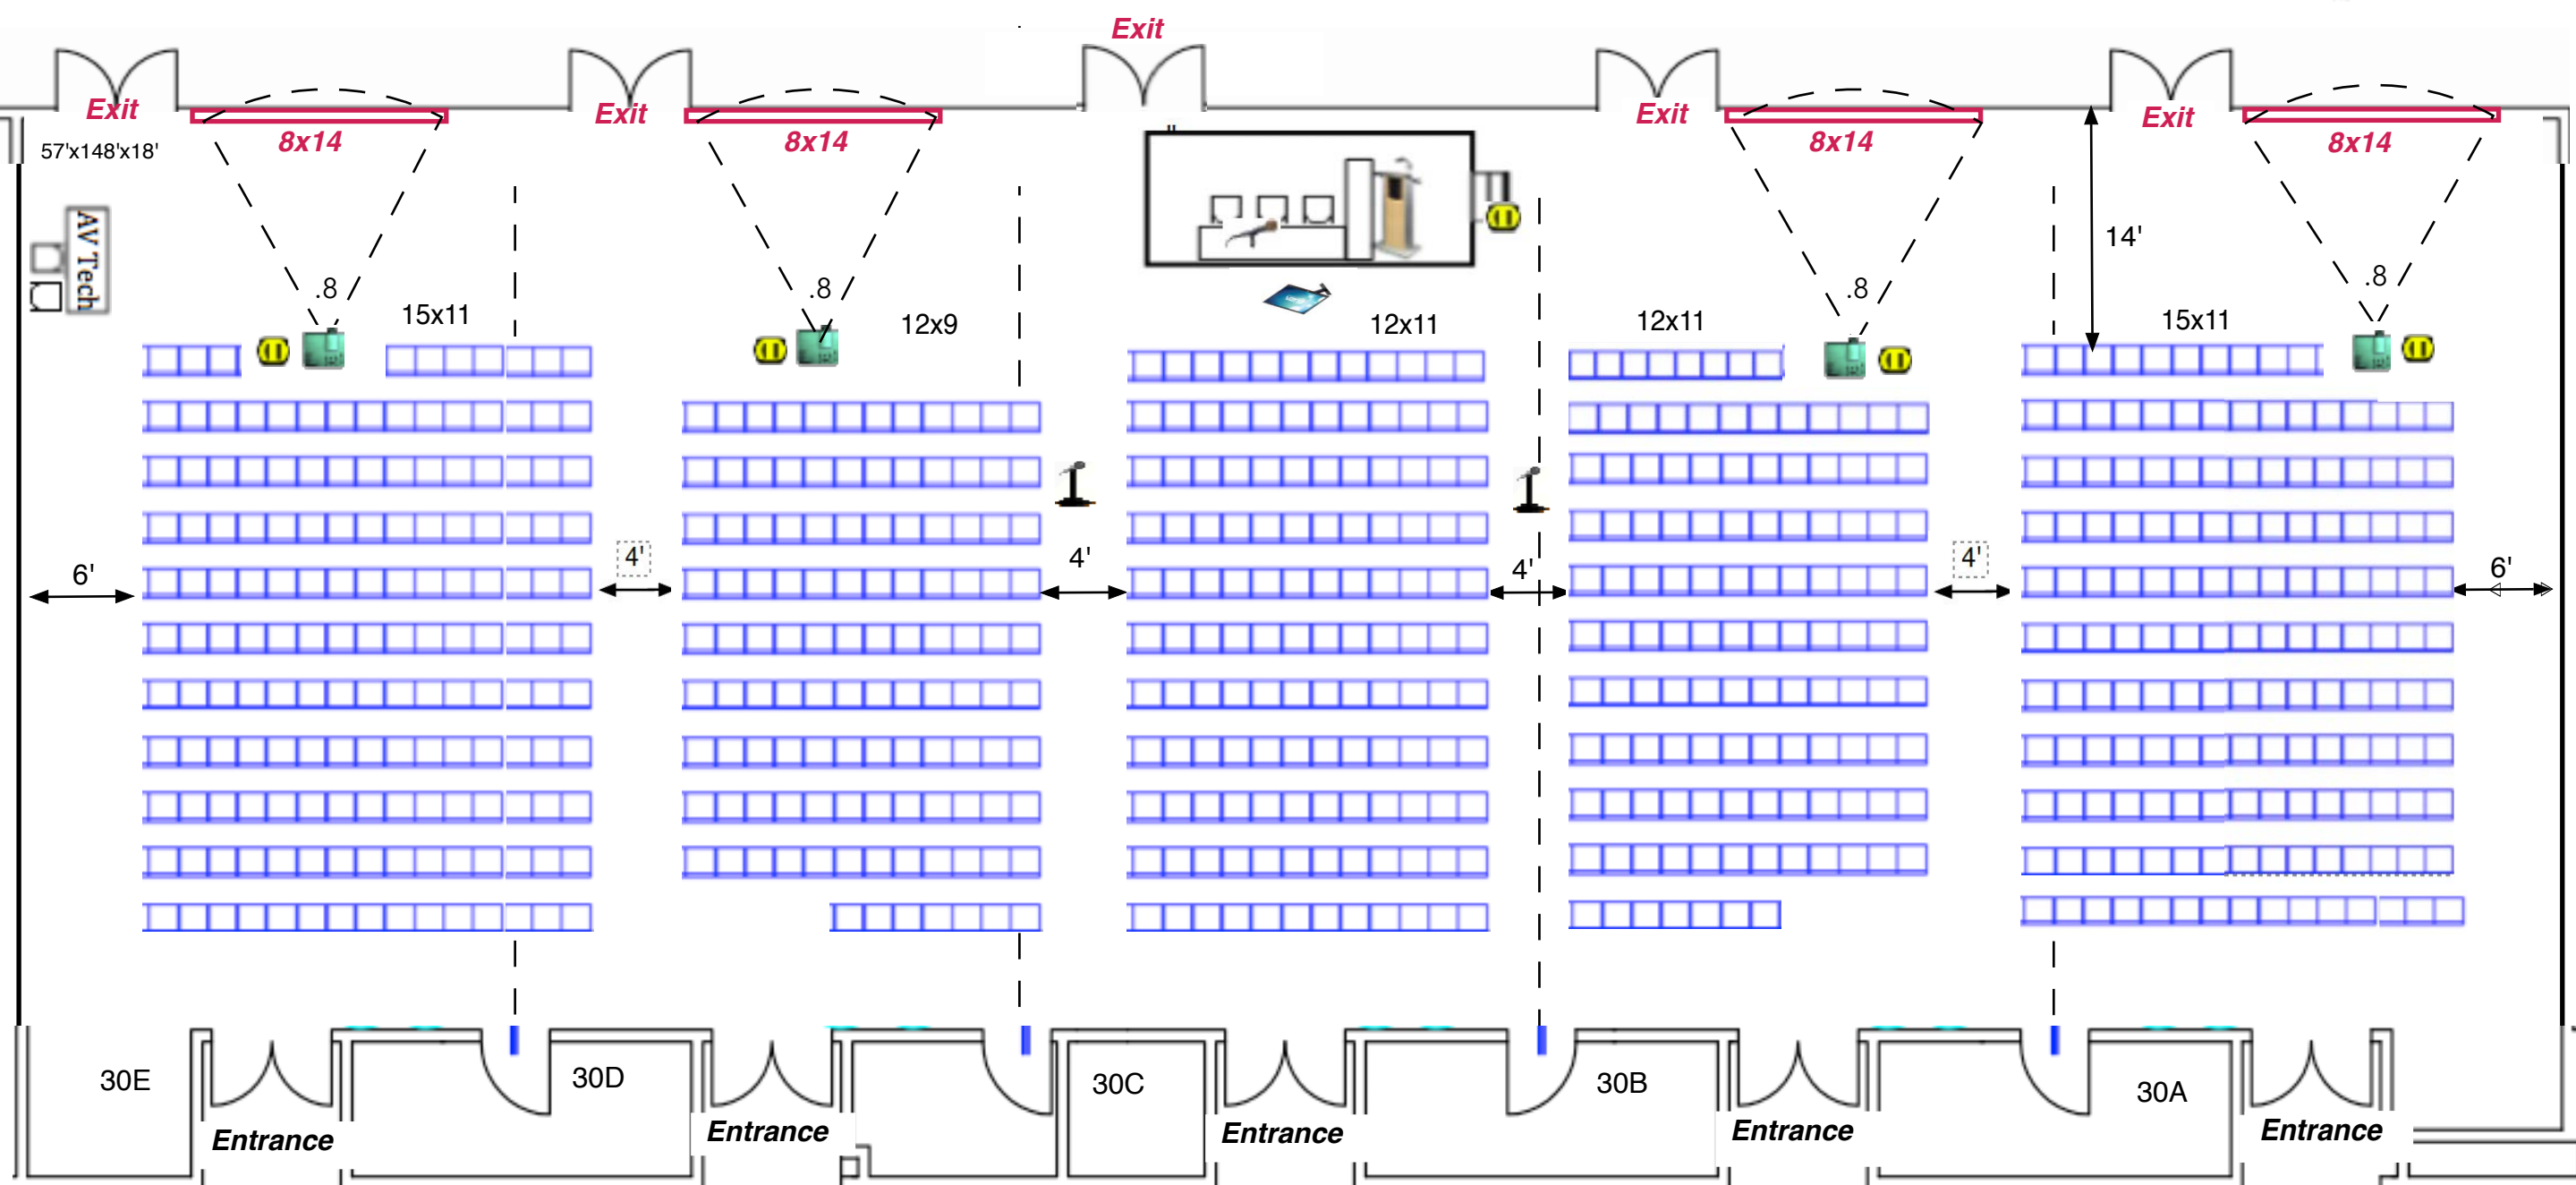 Exit
Exit
Exit
Exit
Exit
8x14
8x14
8x14
8x14
57'x148'x18'
AV Tech
14'
.8
.8
.8
.8
15x11
12x9
12x11
12x11
15x11
6'
4'
4'
4'
4'
6'
30E
30D
30C
30B
30A
Entrance
Entrance
Entrance
Entrance
Entrance